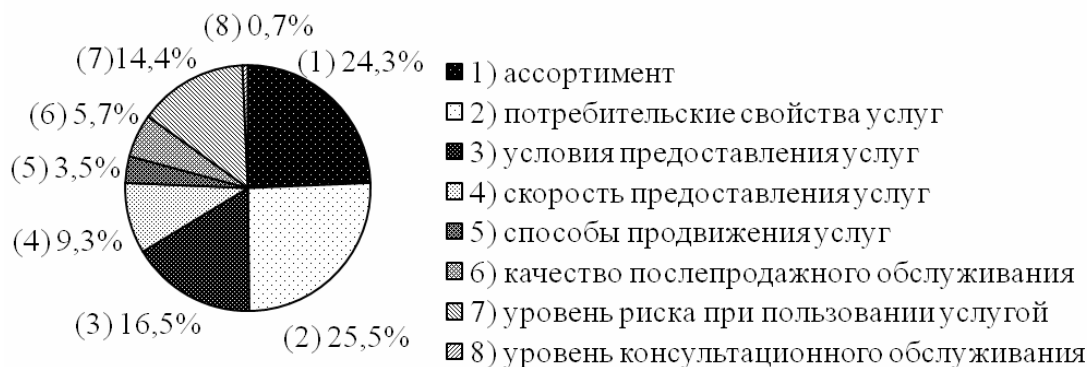 (8) 0,7%
(7)14,4%
(1) 24,3%
(6) 5,7%
(5) 3,5%
(4) 9,3%
(3) 16,5%
(2) 25,5%
1) ассортимент
2) потребительские свойства услуг
3) условия предоставления услуг
4) скорость предоставления услуг
5) способы продвижения услуг
6) качество послепродажного обслуживания
7) уровень риска при пользовании услугой
8) уровень консультационного обслуживания